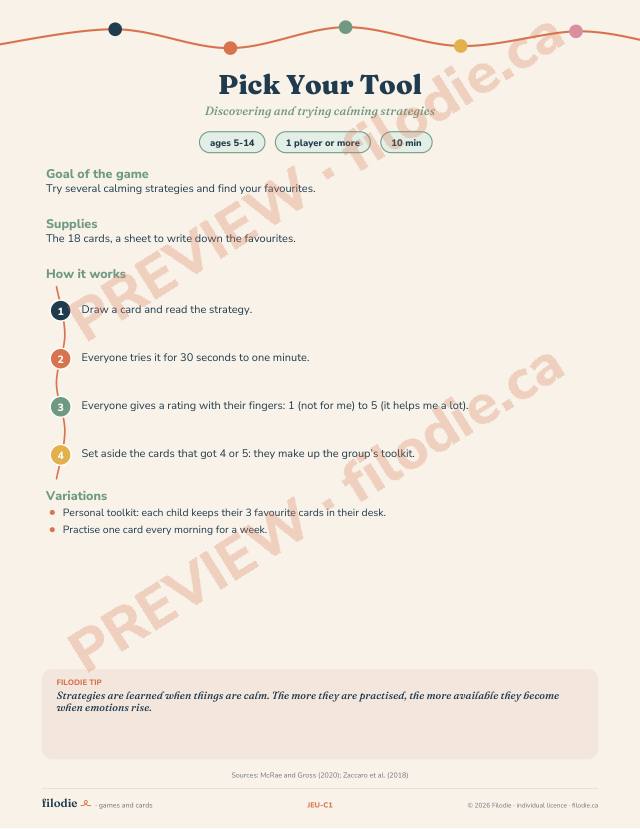 Pick Your Tool
Discovering and trying calming strategies
ages 5-14
1 player or more
10 min
Goal of the game
Try several calming strategies and find your favourites.
Supplies
The 18 cards, a sheet to write down the favourites.
How it works
1 Draw a card and read the strategy.
2 Everyone tries it for 30 seconds to one minute.
3 Everyone gives a rating with their fingers: 1 (not for me) to 5 (it helps me a lot).
4 Set aside the cards that got 4 or 5: they make up the group's toolkit.
Variations
Personal toolkit: each child keeps their 3 favourite cards in their desk.
Practise one card every morning for a week.
PREVIEW · filodie.ca
PREVIEW · filodie.ca
FILODIE TIP
Strategies are learned when things are calm. The more they are practised, the more available they become
when emotions rise.
Sources: McRae and Gross (2020); Zaccaro et al. (2018)
filodie · games and cards
JEU-C1
© 2026 Filodie · individual licence · filodie.ca